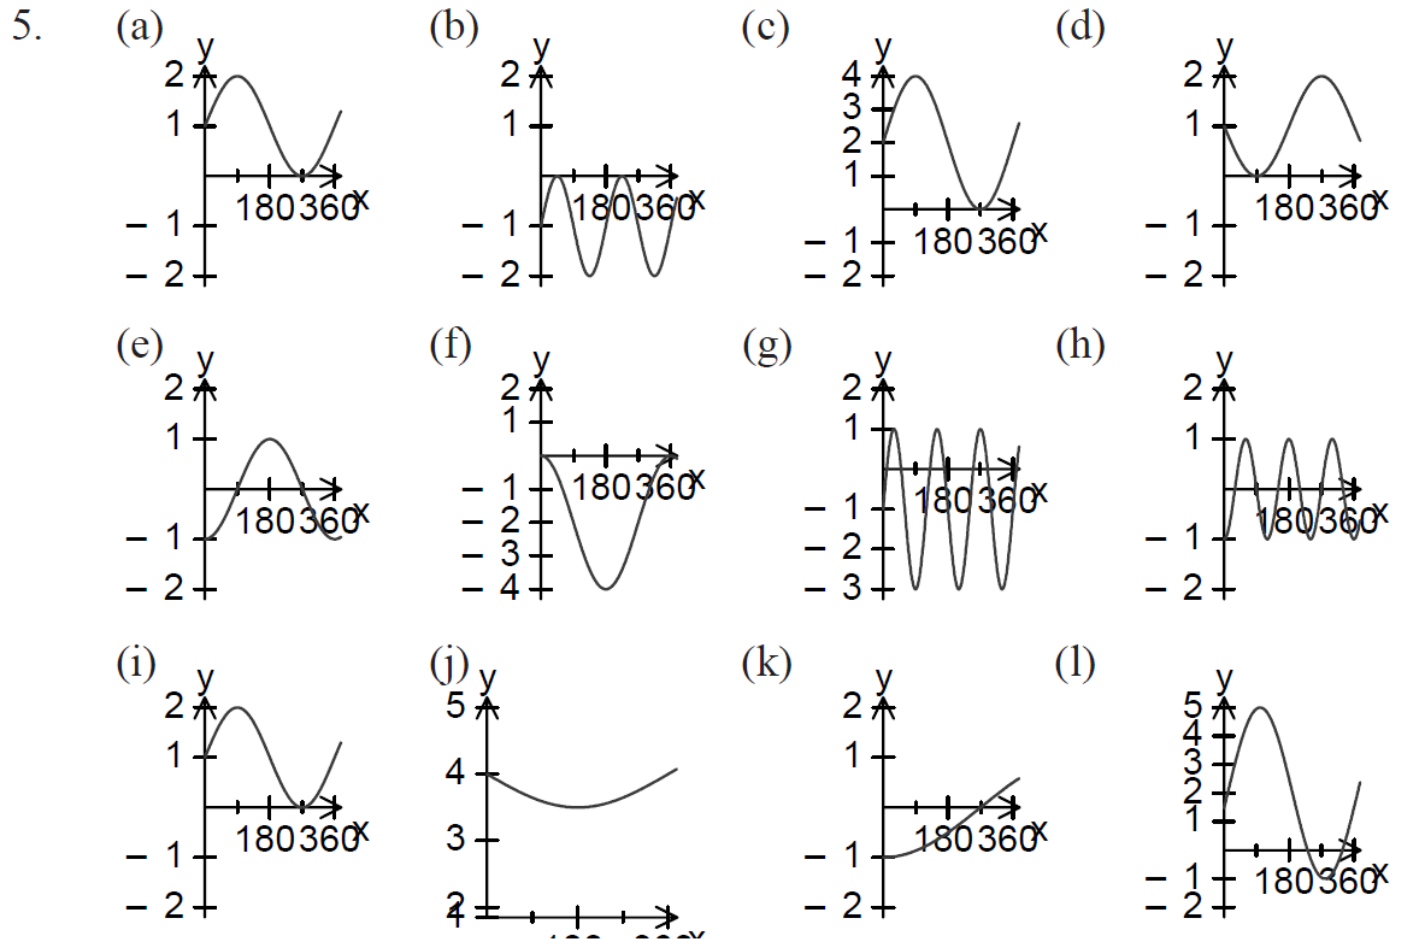 5. (a) (b) (c) (d)
y y y y
2 2 4 2
3
1 1 2 1
1
180 360 x 180 360 x 180 360 x 180 360 x
– 1 – 1 – 1 – 1
– 2 – 2 – 2 – 2
(e) (f) (g) (h)
y y y y
2 2 2 2
1 1 1 1
180 360 x 180 360 x 180 360 x 180 360 x
– 1 – 1 – 1 – 1
– 2 – 2
– 3
– 2 – 4 – 3 – 2
(i) (j) (k) (l)
y y y y
2 5 2 5
4
1 4 1 3
2
3 1
180 360 x 180 360 x 180 360 x
– 1 – 1 – 1
– 2 2 – 2 – 2
1
x